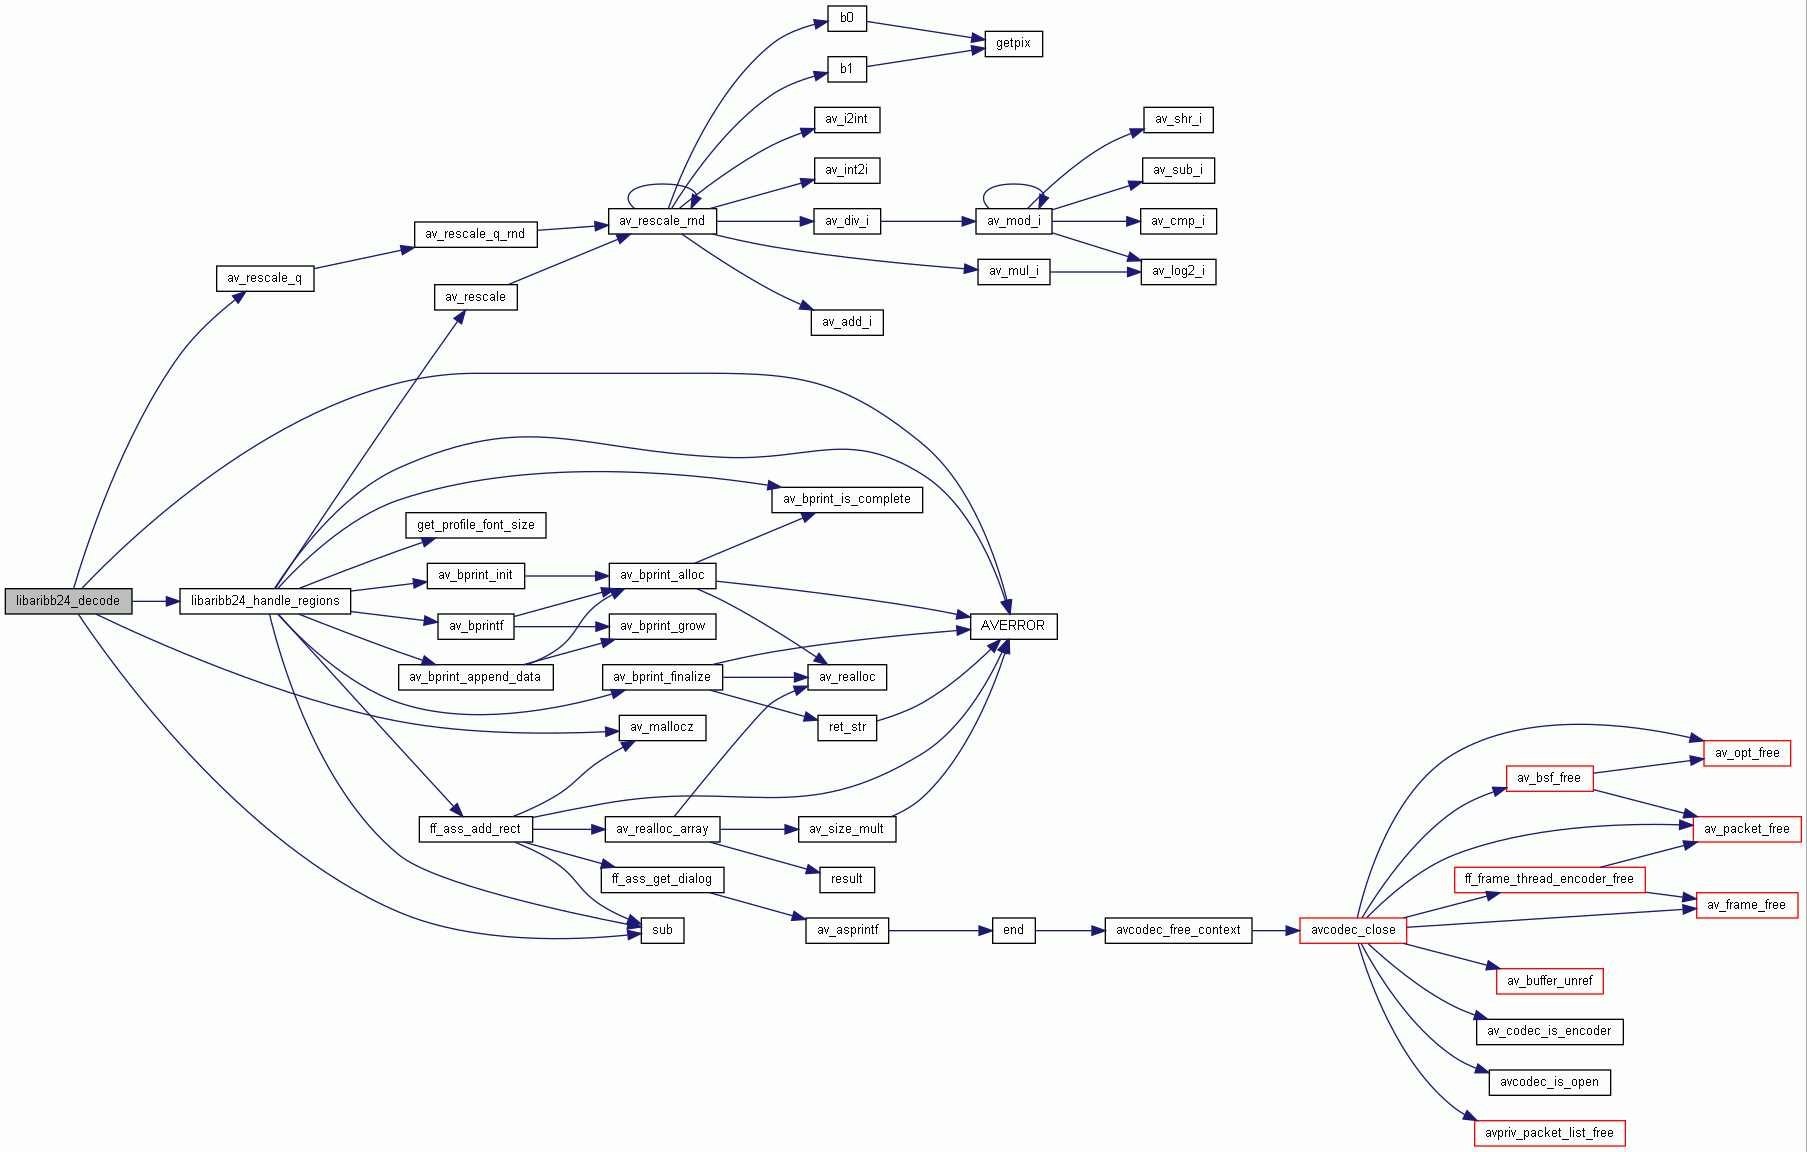 b0
getpix
b1
av_i2int
av_shr_i
av_int2i
av_sub_i
av_rescale_rnd
av_div_i
av_mod_i
av_cmp_i
av_rescale_q_rnd
av_rescale_q
av_mul_i
av_log2_i
av_rescale
av_add_i
av_bprint_is_complete
get_profile_font_size
av_bprint_init
av_bprint_alloc
libaribb24_decode
libaribb24_handle_regions
av_bprintf
av_bprint_grow
AVERROR
av_bprint_append_data
av_bprint_finalize
av_realloc
av_mallocz
ret_str
av_opt_free
av_bsf_free
ff_ass_add_rect
av_realloc_array
av_size_mult
av_packet_free
ff_ass_get_dialog
result
ff_frame_thread_encoder_free
av_frame_free
sub
av_asprintf
end
avcodec_free_context
avcodec_close
av_buffer_unref
av_codec_is_encoder
avcodec_is_open
avpriv_packet_list_free